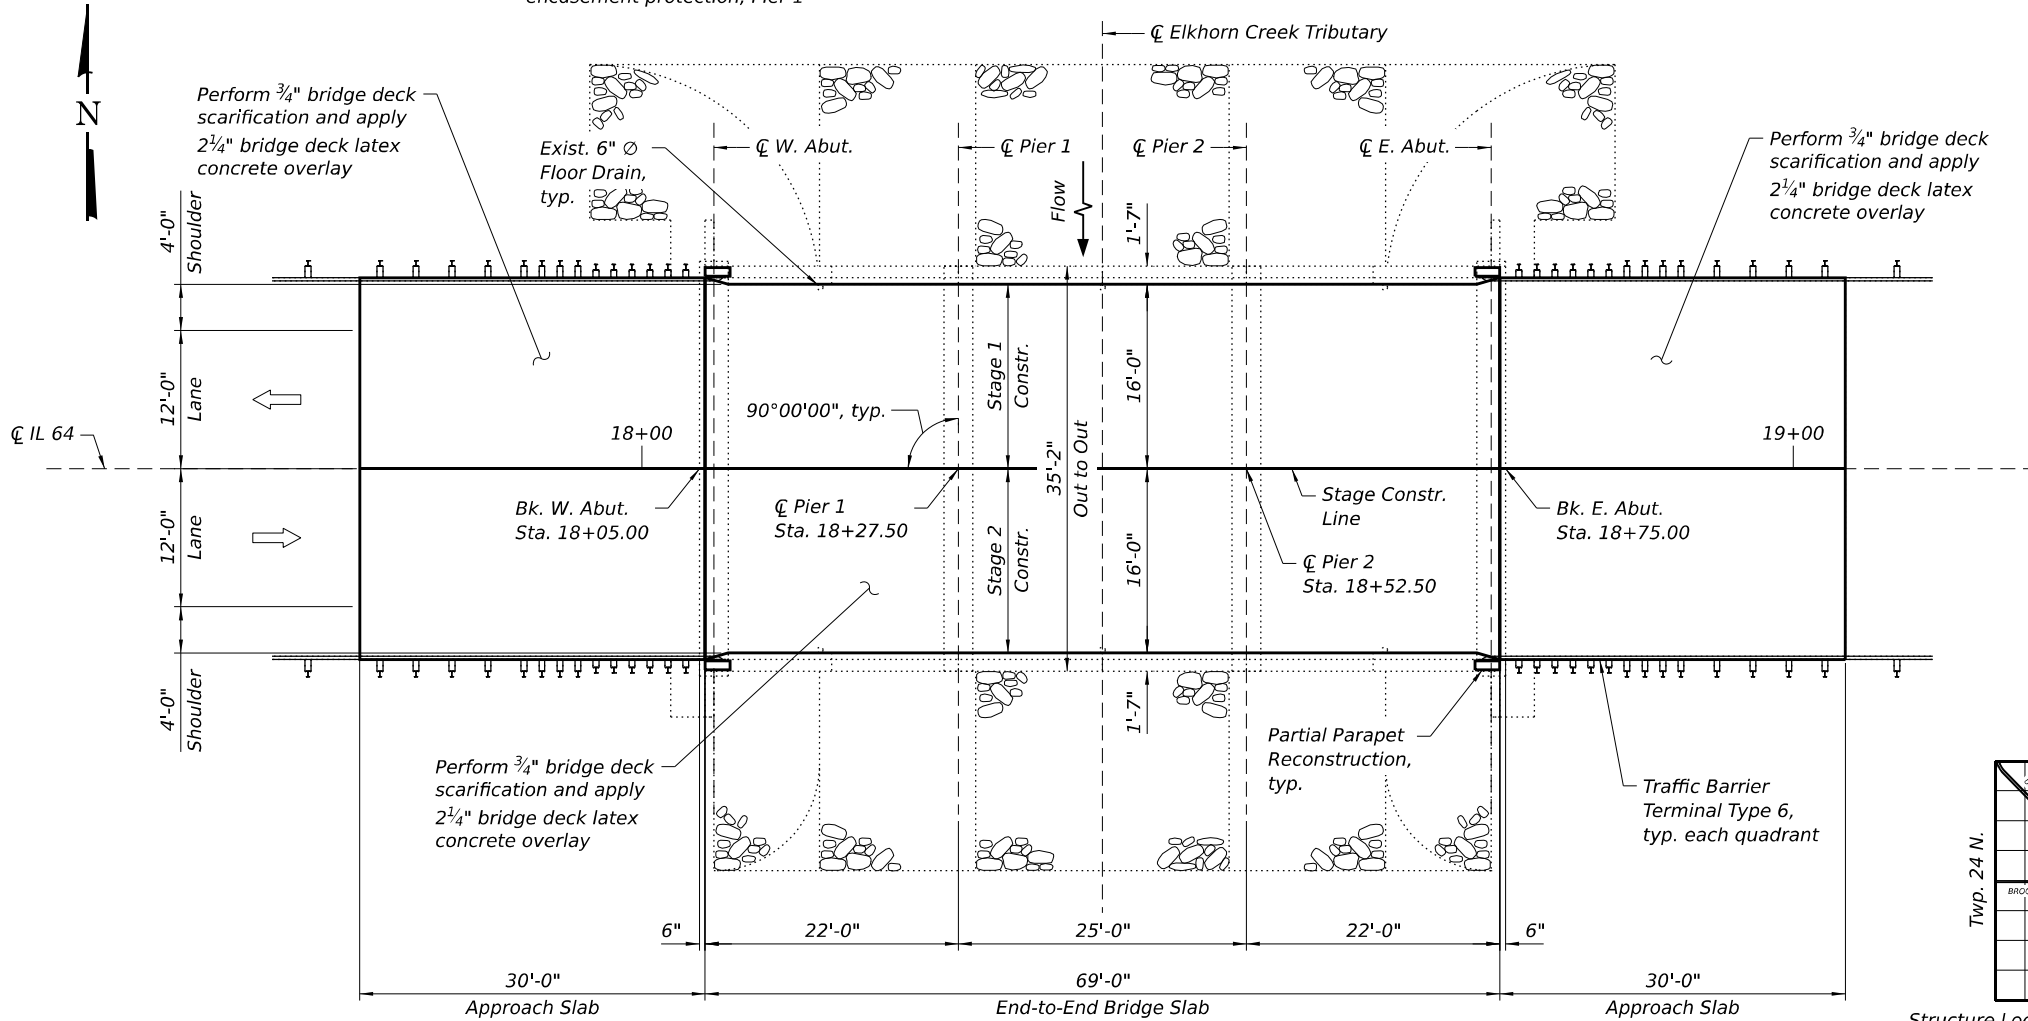 encasement protection, Pier 1
℄ Elkhorn Creek Tributary
N
Perform ¾" bridge deck
scarification and apply
2¼" bridge deck latex
concrete overlay
Exist. 6" ∅
Floor Drain,
typ.
℄ W. Abut.
℄ Pier 1
℄ Pier 2
℄ E. Abut.
Perform ¾" bridge deck
scarification and apply
2¼" bridge deck latex
concrete overlay
Flow
1'-7"
4'-0"
Shoulder
12'-0"
Lane
Stage 1
Constr.
16'-0"
90°00'00", typ.
℄ IL 64
18+00
19+00
35'-2"
Out to Out
Bk. W. Abut.
Sta. 18+05.00
℄ Pier 1
Sta. 18+27.50
Stage Constr.
Line
Bk. E. Abut.
Sta. 18+75.00
12'-0"
Lane
Stage 2
Constr.
16'-0"
℄ Pier 2
Sta. 18+52.50
4'-0"
Shoulder
1'-7"
Partial Parapet
Reconstruction,
typ.
Perform ¾" bridge deck
scarification and apply
2¼" bridge deck latex
concrete overlay
Traffic Barrier
Terminal Type 6,
typ. each quadrant
Twp. 24 N.
6"
22'-0"
25'-0"
22'-0"
6"
30'-0"
69'-0"
30'-0"
Approach Slab
End-to-End Bridge Slab
Approach Slab